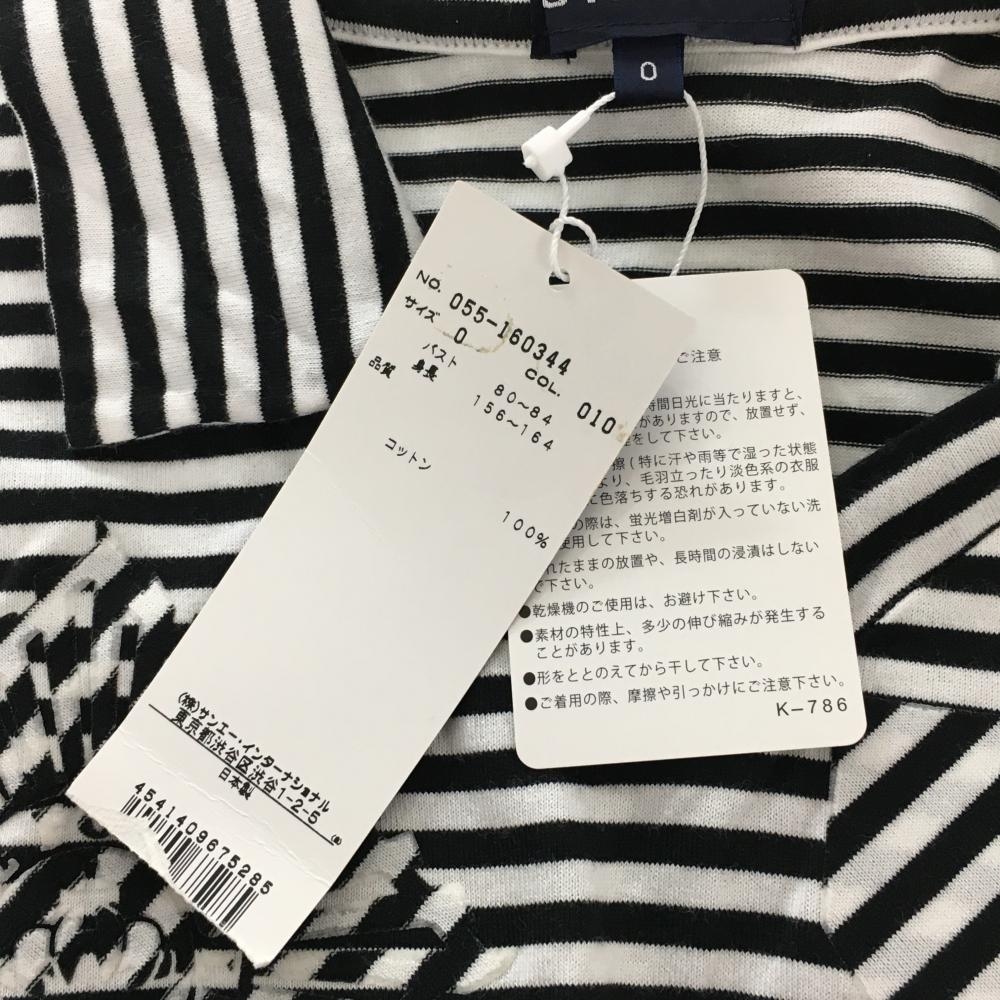 0
NO. 055-160344
サイズ 0 COL. 010
バスト 80〜84
身長 156〜164
品質
コットン 100%
(株)サンエー・インターナショナル
東京都渋谷区渋谷1-2-5
日本製
4541409675285
ご注意
時間日光に当たりますと、
がありますので、放置せず、
をして下さい。
擦(特に汗や雨等で湿った状態
より、毛羽立ったり淡色系の衣服
に色落ちする恐れがあります。
の際は、蛍光増白剤が入っていない洗
使用して下さい。
れたままの放置や、長時間の浸漬はしない
で下さい。
●乾燥機のご使用は、お避け下さい。
●素材の特性上、多少の伸び縮みが発生する
ことがあります。
●形をととのえてから干して下さい。
●ご着用の際、摩擦や引っかけにご注意下さい。
K-786